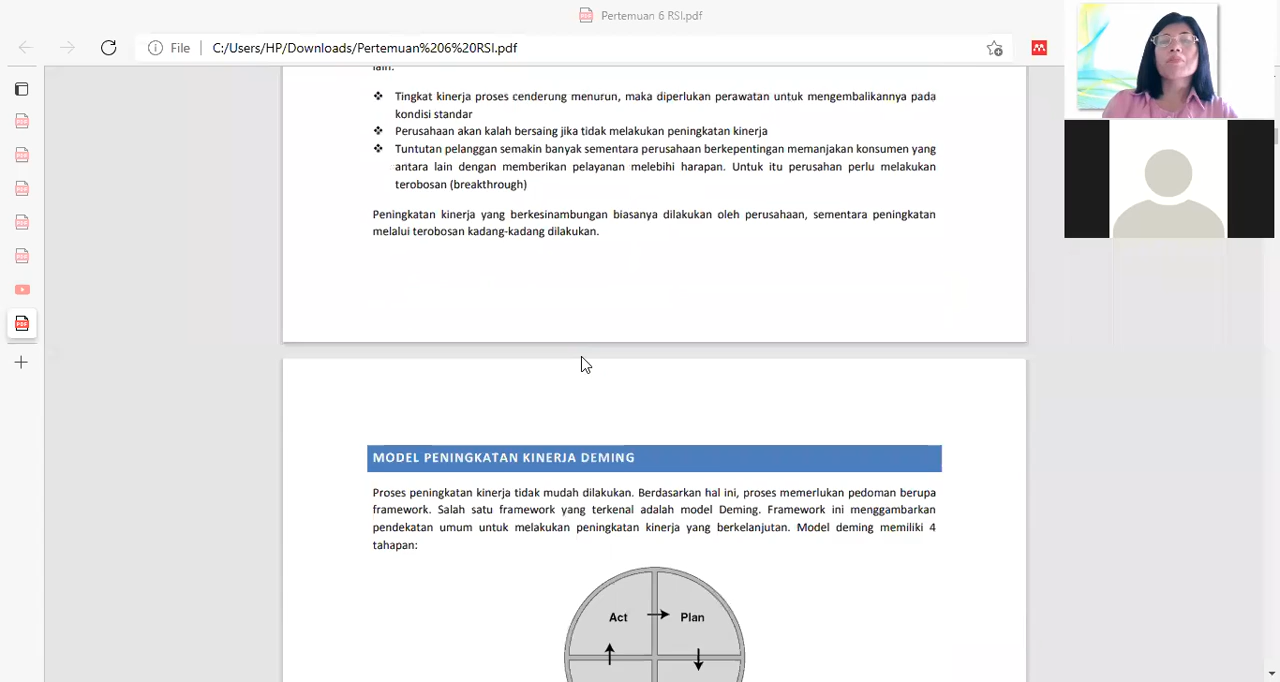 Pertemuan 6 RSI.pdf
File
C:/Users/HP/Downloads/Pertemuan%206%20RSI.pdf
lain:
❖ Tingkat kinerja proses cenderung menurun, maka diperlukan perawatan untuk mengembalikannya pada
kondisi standar
❖ Perusahaan akan kalah bersaing jika tidak melakukan peningkatan kinerja
❖ Tuntutan pelanggan semakin banyak sementara perusahaan berkepentingan memanjakan konsumen yang
antara lain dengan memberikan pelayanan melebihi harapan. Untuk itu perusahan perlu melakukan
terobosan (breakthrough)
Peningkatan kinerja yang berkesinambungan biasanya dilakukan oleh perusahaan, sementara peningkatan
melalui terobosan kadang-kadang dilakukan.
MODEL PENINGKATAN KINERJA DEMING
Proses peningkatan kinerja tidak mudah dilakukan. Berdasarkan hal ini, proses memerlukan pedoman berupa
framework. Salah satu framework yang terkenal adalah model Deming. Framework ini menggambarkan
pendekatan umum untuk melakukan peningkatan kinerja yang berkelanjutan. Model deming memiliki 4
tahapan:
Act
Plan